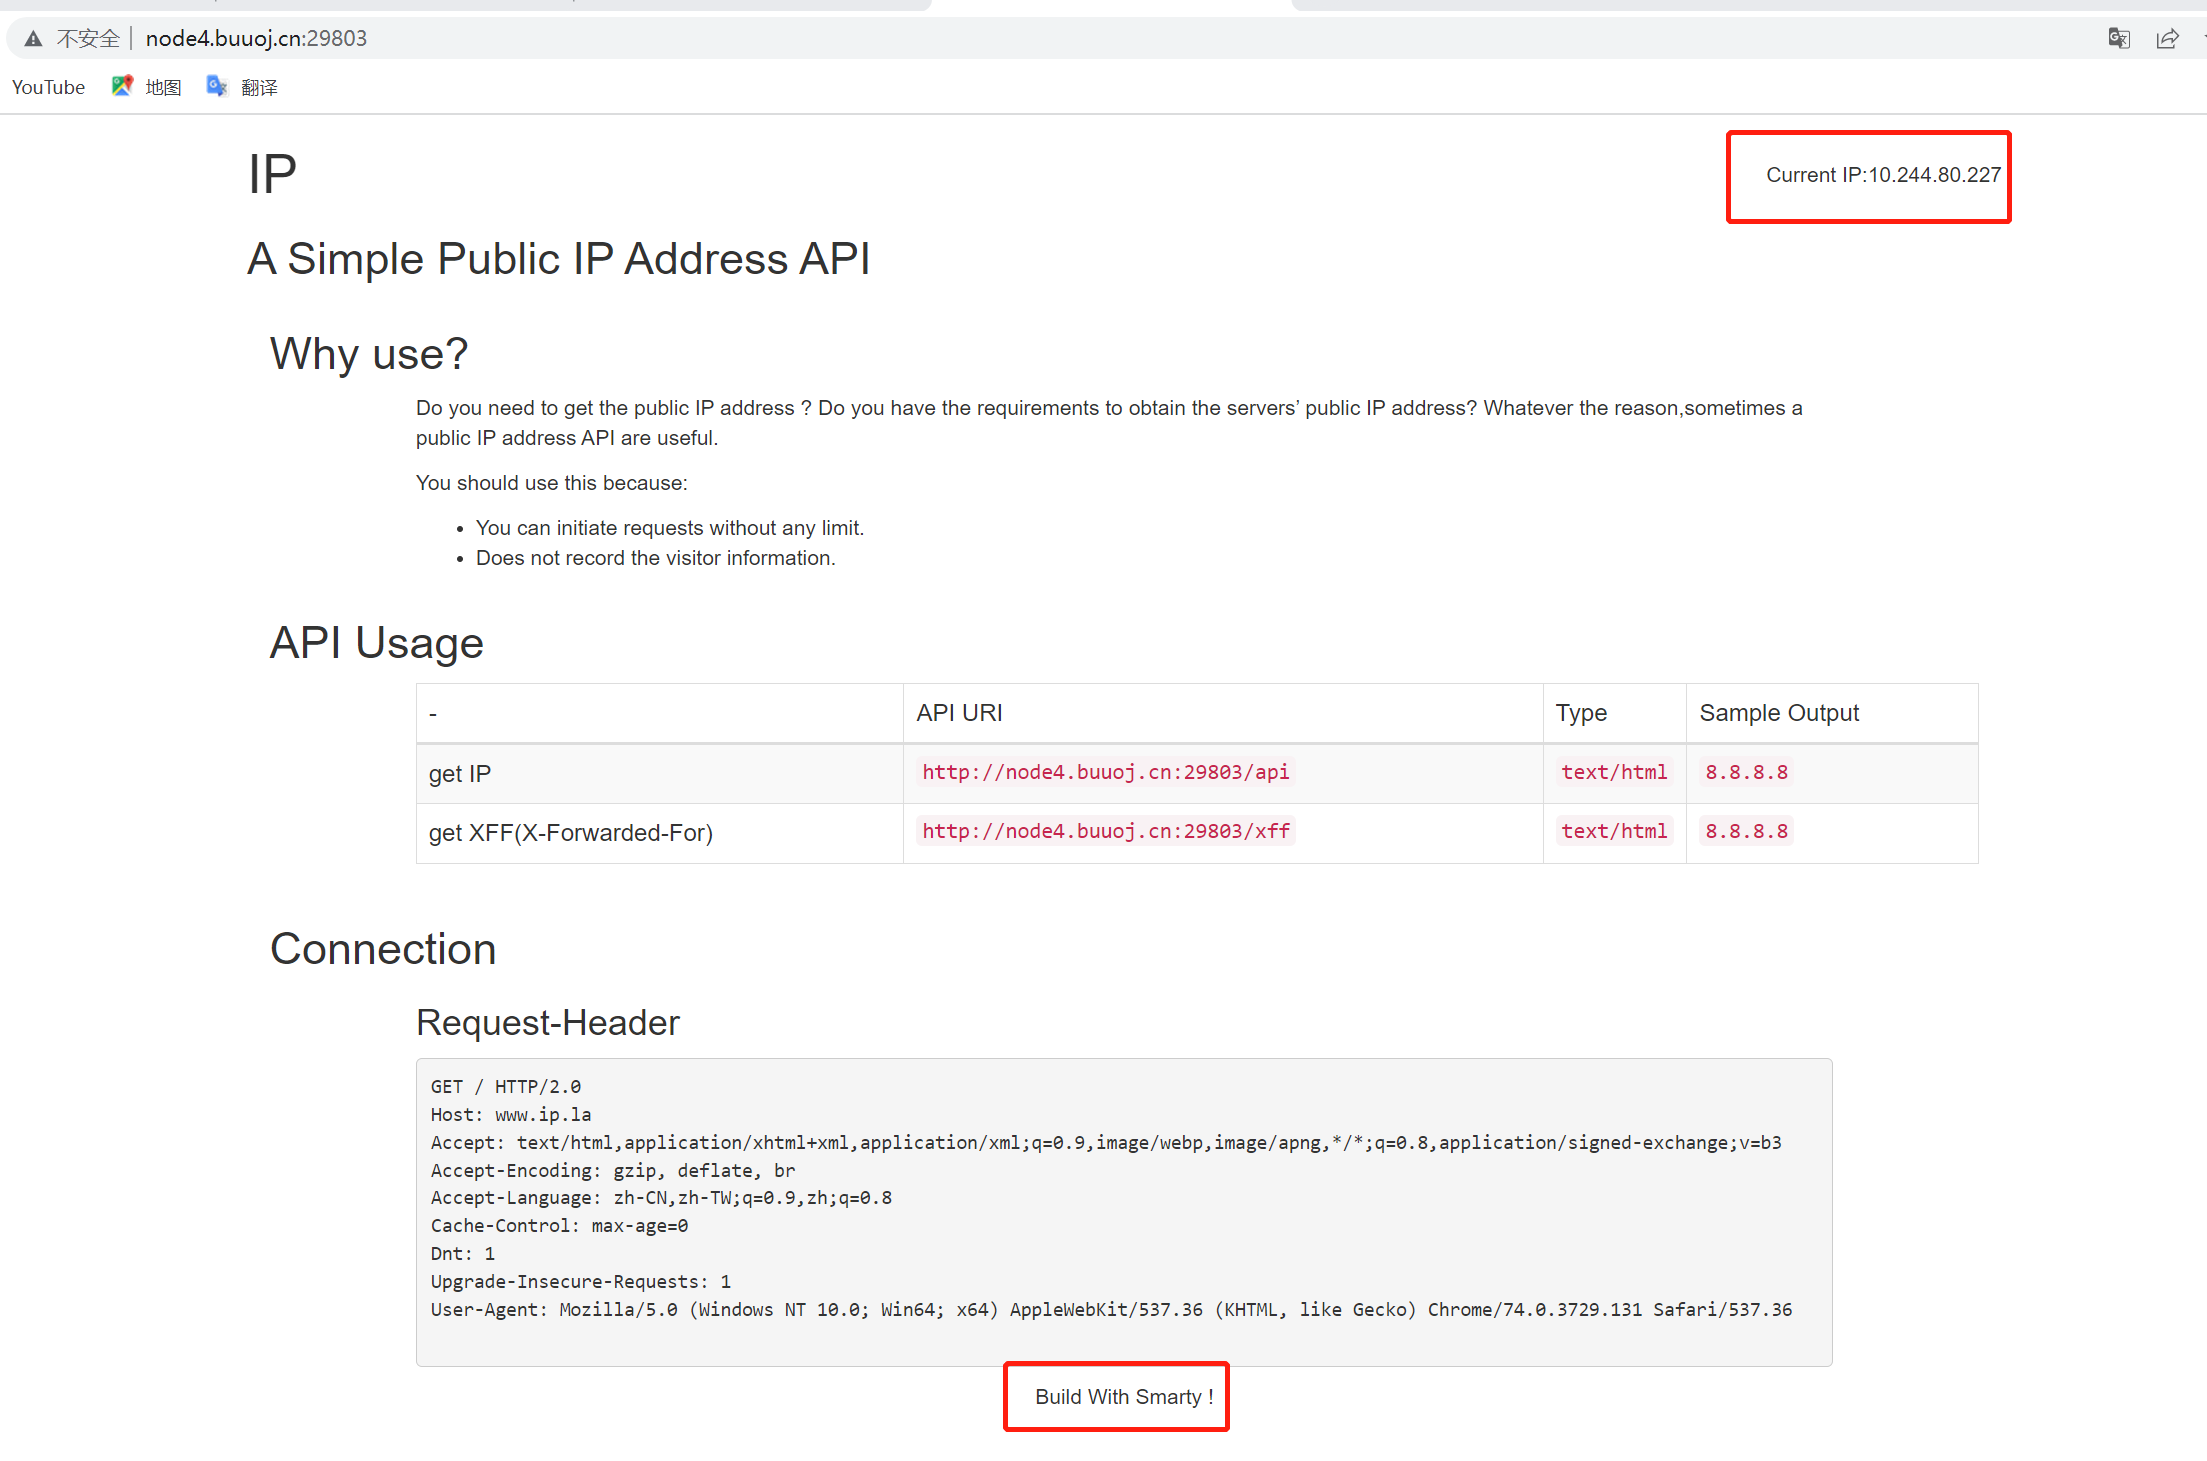 不安全 node4.buuoj.cn:29803
YouTube 地图 翻译
IP
Current IP:10.244.80.227
A Simple Public IP Address API
Why use?
Do you need to get the public IP address ? Do you have the requirements to obtain the servers’ public IP address? Whatever the reason,sometimes a
public IP address API are useful.
You should use this because:
• You can initiate requests without any limit.
• Does not record the visitor information.
API Usage
- API URI Type Sample Output
get IP http://node4.buuoj.cn:29803/api text/html 8.8.8.8
get XFF(X-Forwarded-For) http://node4.buuoj.cn:29803/xff text/html 8.8.8.8
Connection
Request-Header
GET / HTTP/2.0
Host: www.ip.la
Accept: text/html,application/xhtml+xml,application/xml;q=0.9,image/webp,image/apng,*/*;q=0.8,application/signed-exchange;v=b3
Accept-Encoding: gzip, deflate, br
Accept-Language: zh-CN,zh-TW;q=0.9,zh;q=0.8
Cache-Control: max-age=0
Dnt: 1
Upgrade-Insecure-Requests: 1
User-Agent: Mozilla/5.0 (Windows NT 10.0; Win64; x64) AppleWebKit/537.36 (KHTML, like Gecko) Chrome/74.0.3729.131 Safari/537.36
Build With Smarty !